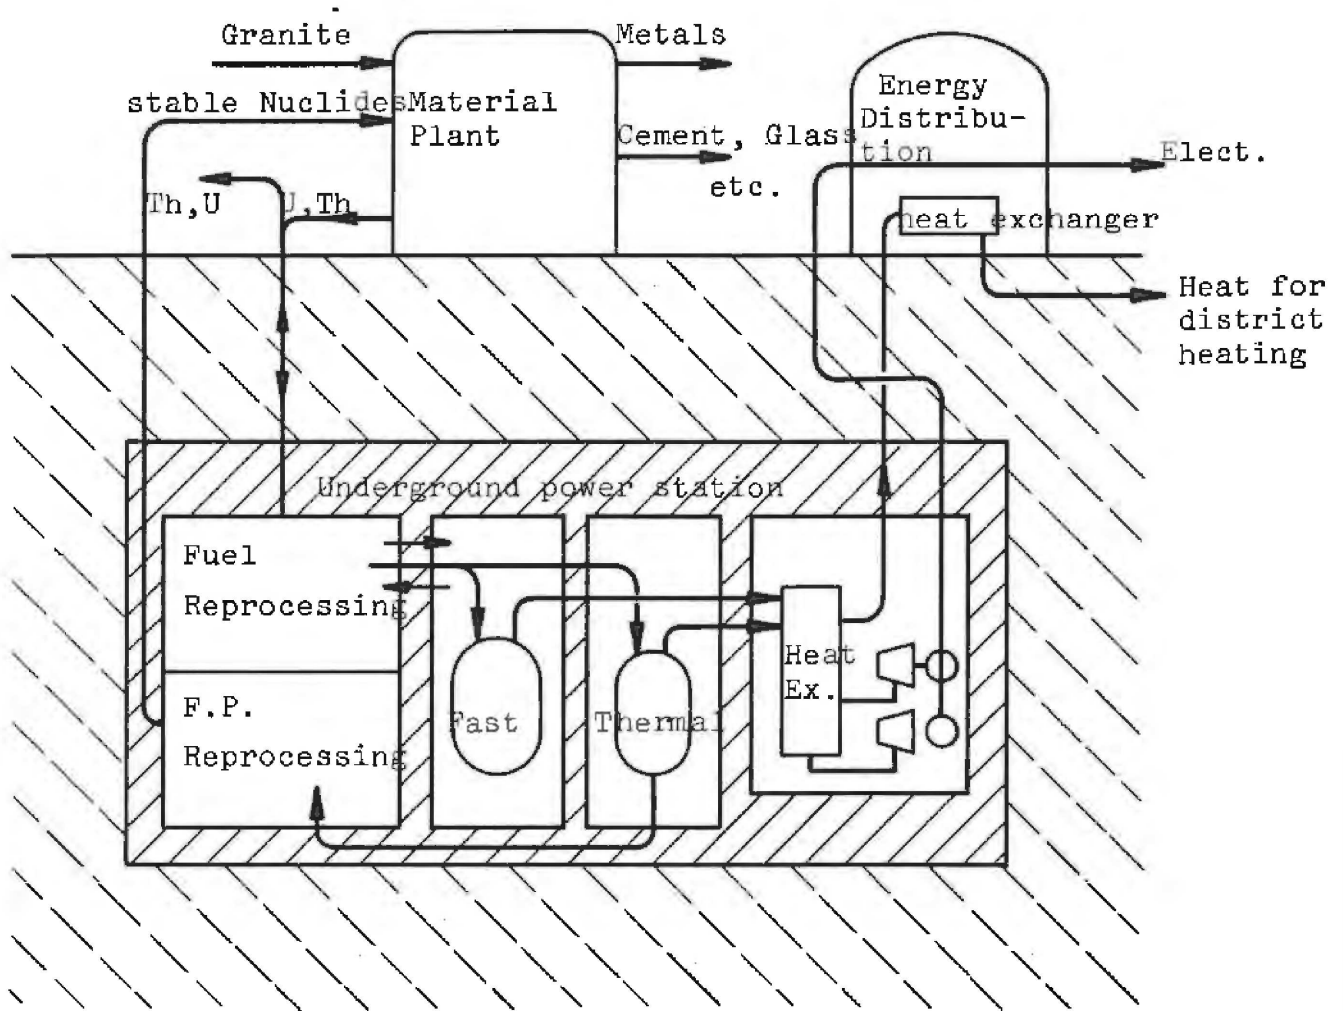 Granite
Metals
stable Nuclides
Material
Plant
Cement, Glass
etc.
Energy
Distribu-
tion
Elect.
Th,U
U,Th
heat exchanger
Heat for
district
heating
Underground power station
Fuel
Reprocessing
F.P.
Reprocessing
Fast
Thermal
Heat
Ex.